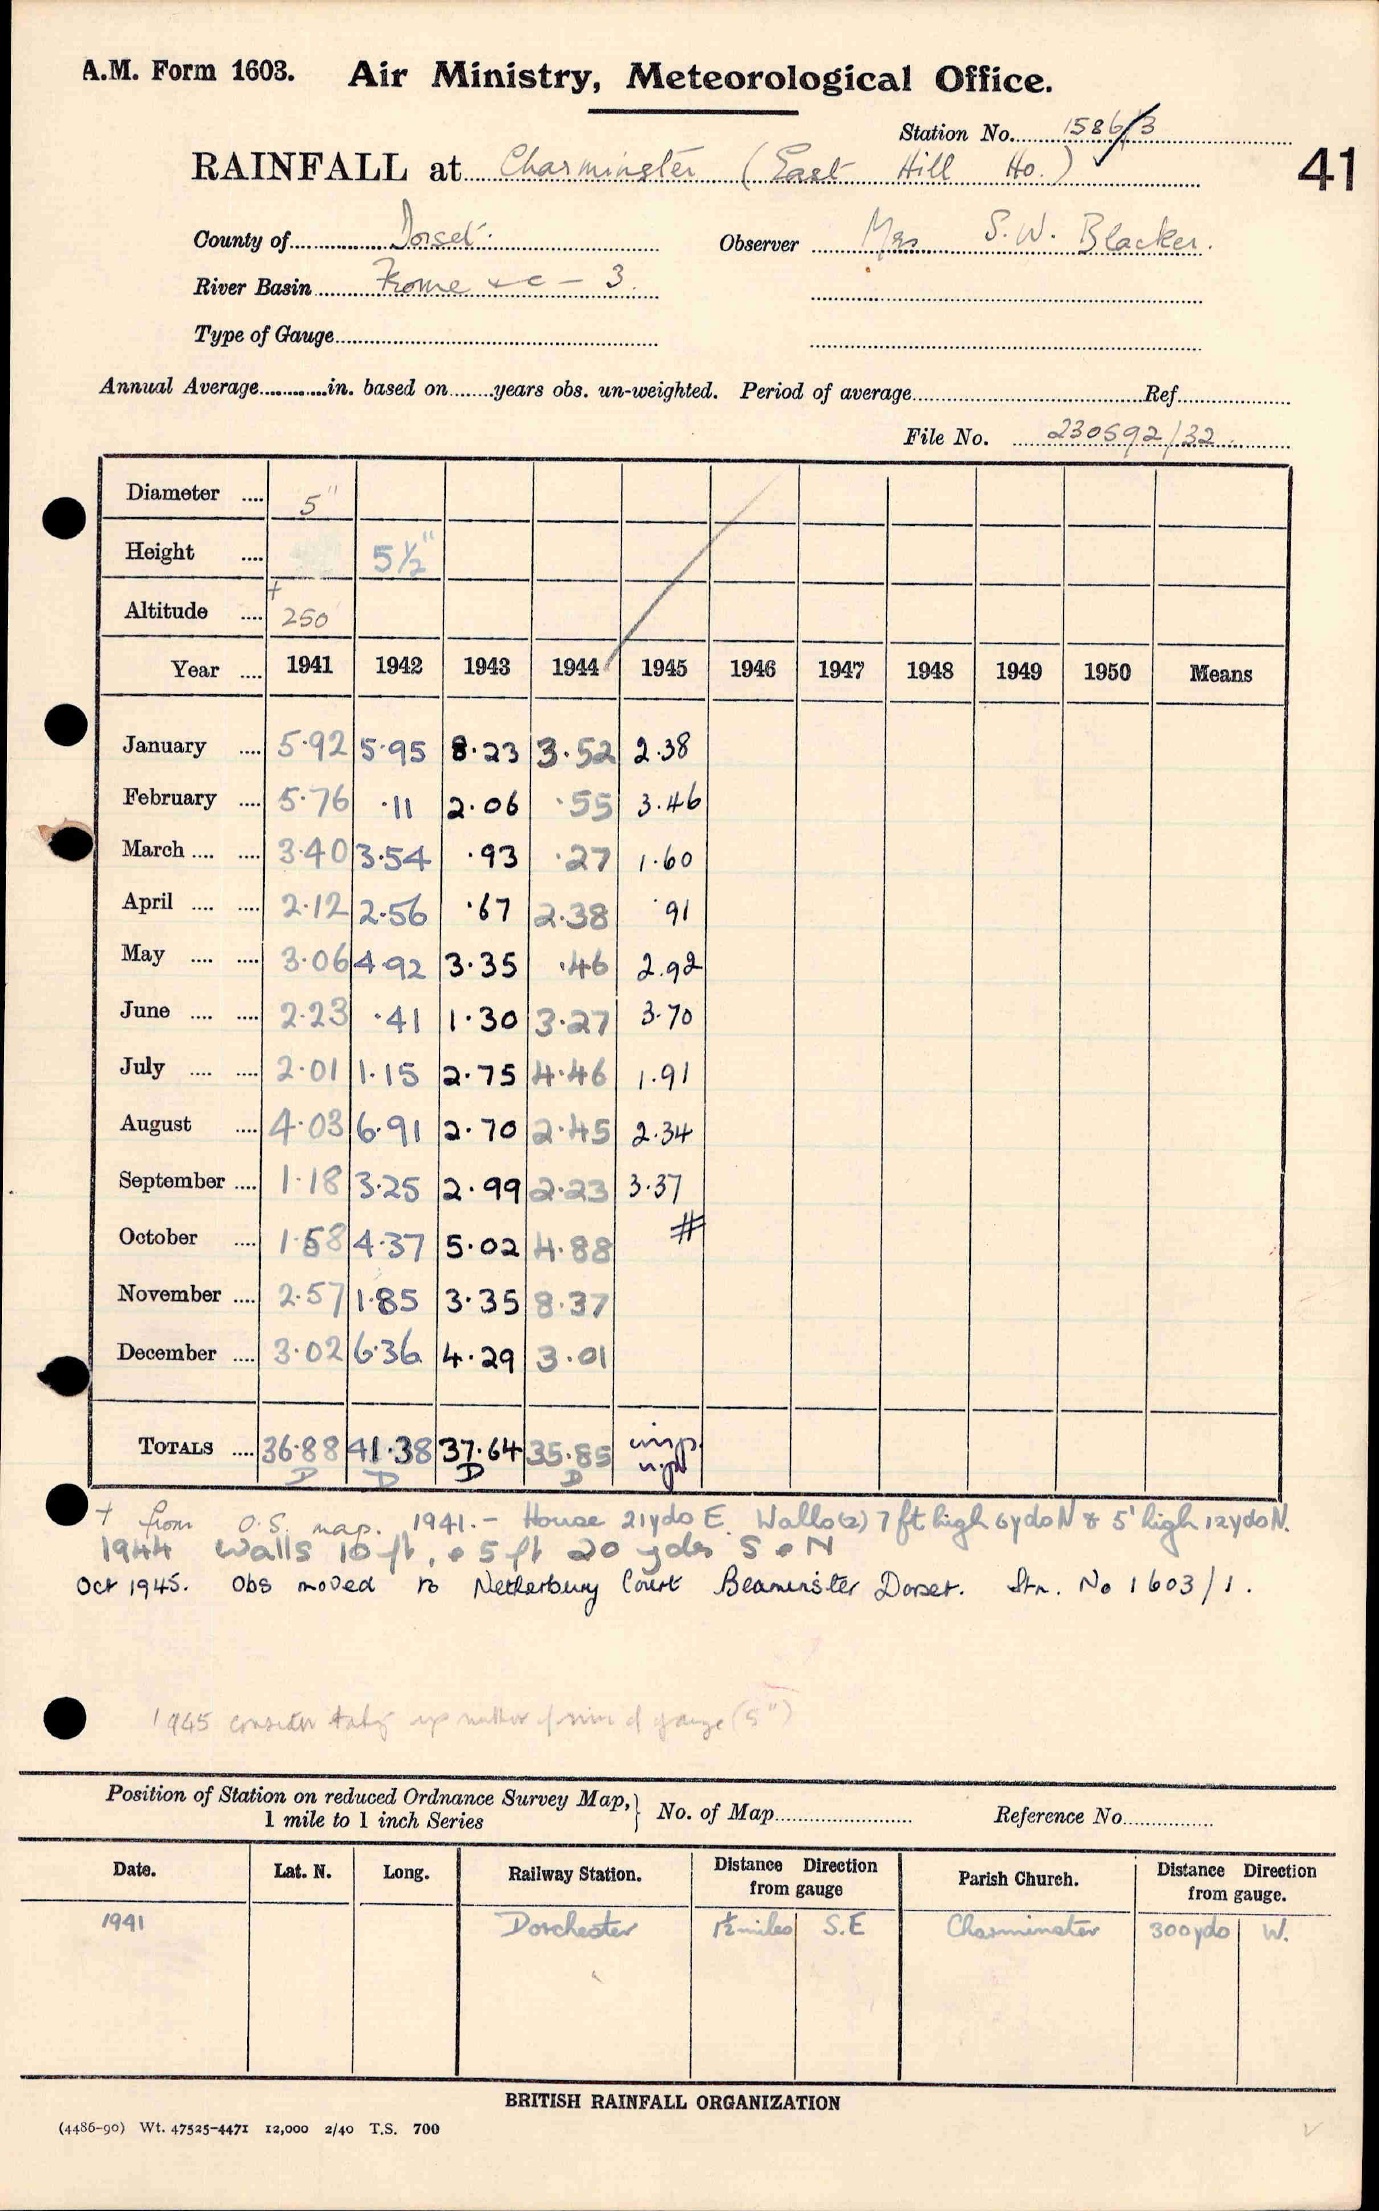 A.M. Form 1603. Air Ministry, Meteorological Office.
Station No. 1586/3
RAINFALL at Charminster (East Hill Ho.)
41
County of Dorset. Observer Mrs S.W. Blacker.
River Basin Frome &c - 3.
Type of Gauge
Annual Average in. based on years obs. un-weighted. Period of average Ref
File No. 230592/32
Diameter 5"
Height 5½"
Altitude † 250
Year 1941 1942 1943 1944 1945 1946 1947 1948 1949 1950 Means
January 5.92 5.95 8.23 3.52 2.38
February 5.76 .11 2.06 .55 3.46
March 3.40 3.54 .93 .27 1.60
April 2.12 2.56 .67 2.38 .91
May 3.06 4.92 3.35 .46 2.92
June 2.23 .41 1.30 3.27 3.70
July 2.01 1.15 2.75 4.46 1.91
August 4.03 6.91 2.70 2.45 2.34
September 1.18 3.25 2.99 2.23 3.37
October 1.58 4.37 5.02 4.88 #
November 2.57 1.85 3.35 8.37
December 3.02 6.36 4.29 3.01
TOTALS 36.88 41.38 37.64 35.85 imp.
D D D D n.p.
† from O.S. map. 1941.- House 21yds E. Walls (2) 7 ft high 6yds N & 5' high 12yds N.
1944 Walls 10 ft, & 5 ft 20 yds S & N
Oct 1945. Obs moved to Netherbury Court Beaminster Dorset. Stn. No 1603/1.
1945 consider taking up matter of rim of gauge (5")
Position of Station on reduced Ordnance Survey Map, 1 mile to 1 inch Series } No. of Map Reference No.
Date. Lat. N. Long. Railway Station. Distance Direction from gauge Parish Church. Distance Direction from gauge.
1941 Dorchester 1½ miles S.E Charminster 300yds W.
BRITISH RAINFALL ORGANIZATION
(4486-90) Wt. 47525-4471 12,000 2/40 T.S. 700